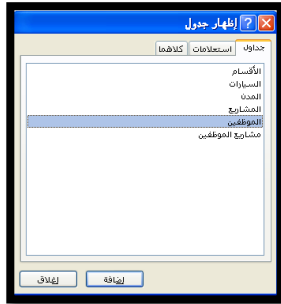 إظهار جدول
جداول استعلامات كلاهما
الأقسام
السيارات
المدن
المشاريع
الموظفين
مشاريع الموظفين
إضافة إغلاق